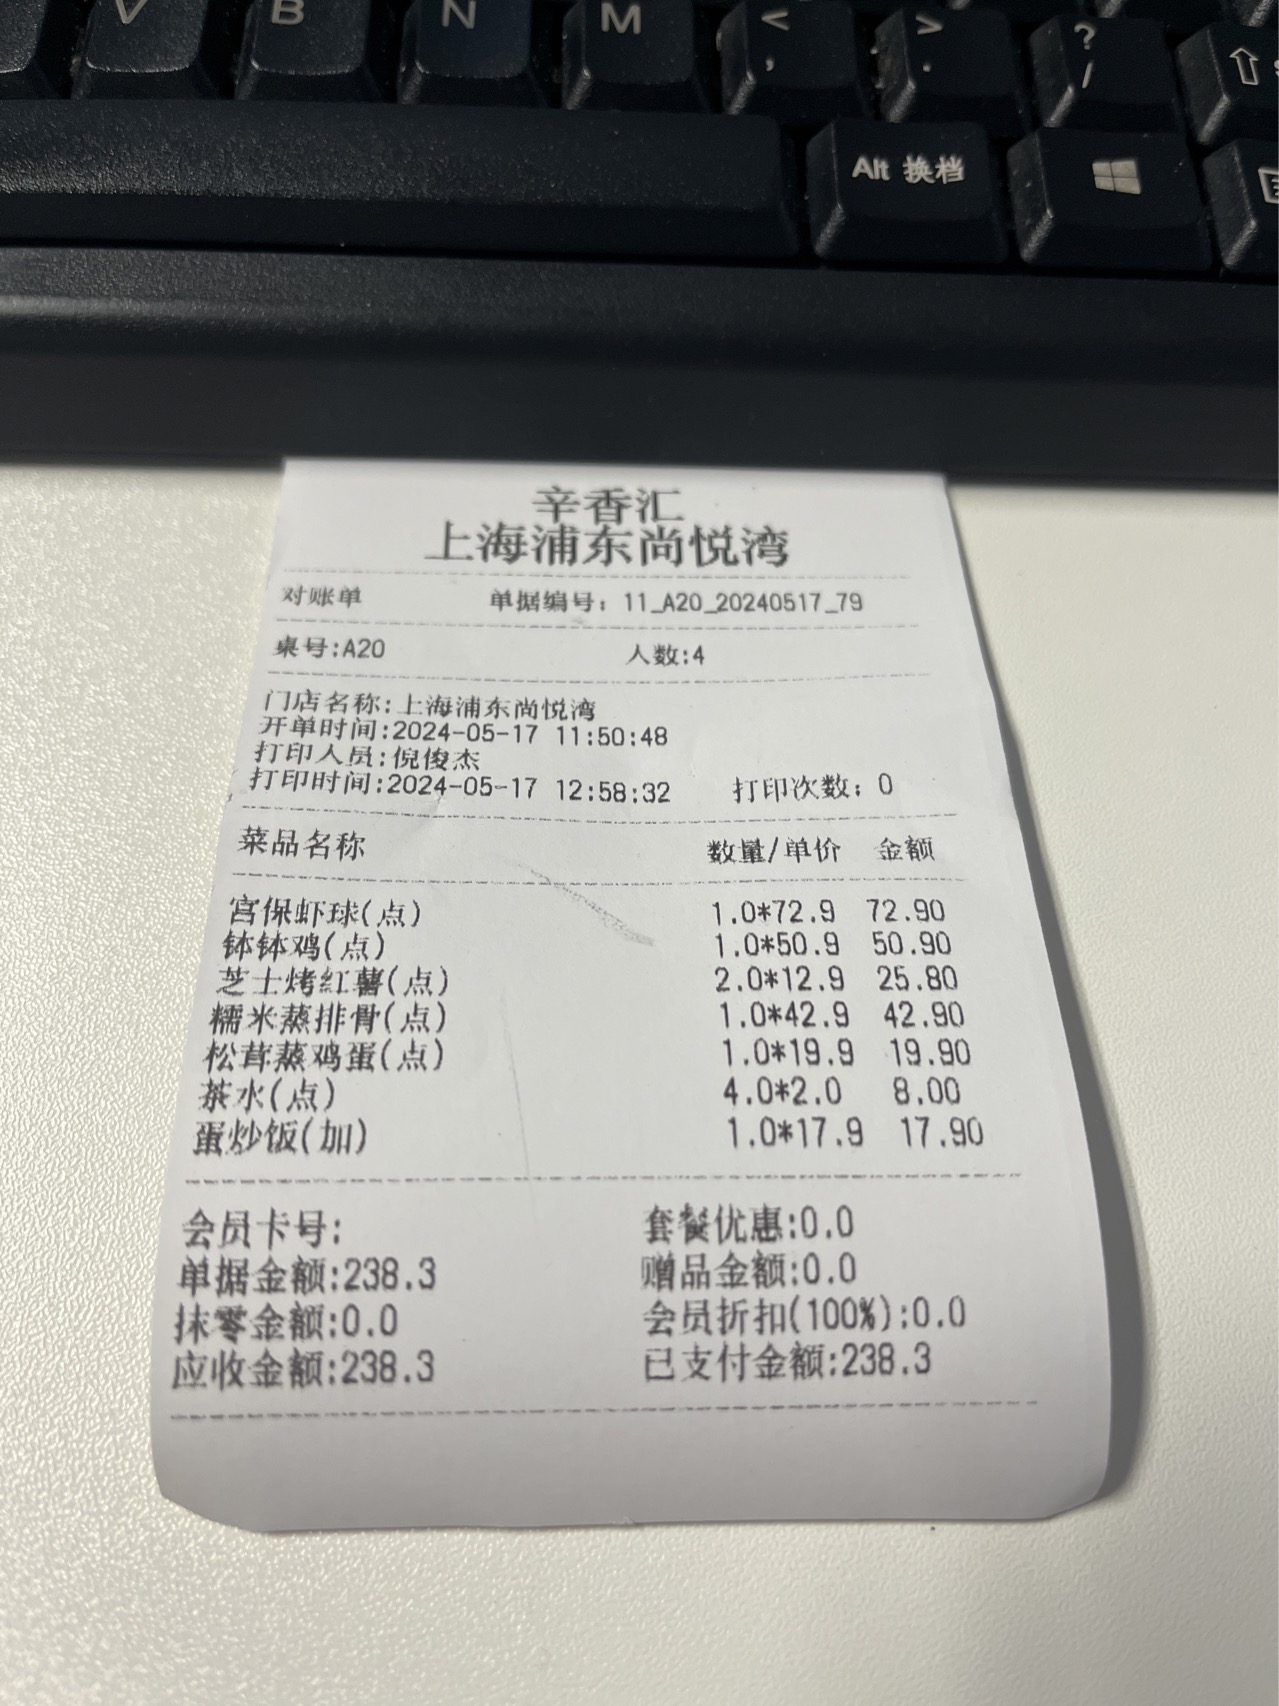 V B N M < , > . ? /
Alt 换档
辛香汇
上海浦东尚悦湾
对账单 单据编号: 11_A20_20240517_79
桌号:A20 人数:4
门店名称:上海浦东尚悦湾
开单时间:2024-05-17 11:50:48
打印人员:倪俊杰
打印时间:2024-05-17 12:58:32 打印次数: 0
菜品名称 数量/单价 金额
宫保虾球(点) 1.0*72.9 72.90
钵钵鸡(点) 1.0*50.9 50.90
芝士烤红薯(点) 2.0*12.9 25.80
糯米蒸排骨(点) 1.0*42.9 42.90
松茸蒸鸡蛋(点) 1.0*19.9 19.90
茶水(点) 4.0*2.0 8.00
蛋炒饭(加) 1.0*17.9 17.90
会员卡号: 套餐优惠:0.0
单据金额:238.3 赠品金额:0.0
抹零金额:0.0 会员折扣(100%):0.0
应收金额:238.3 已支付金额:238.3